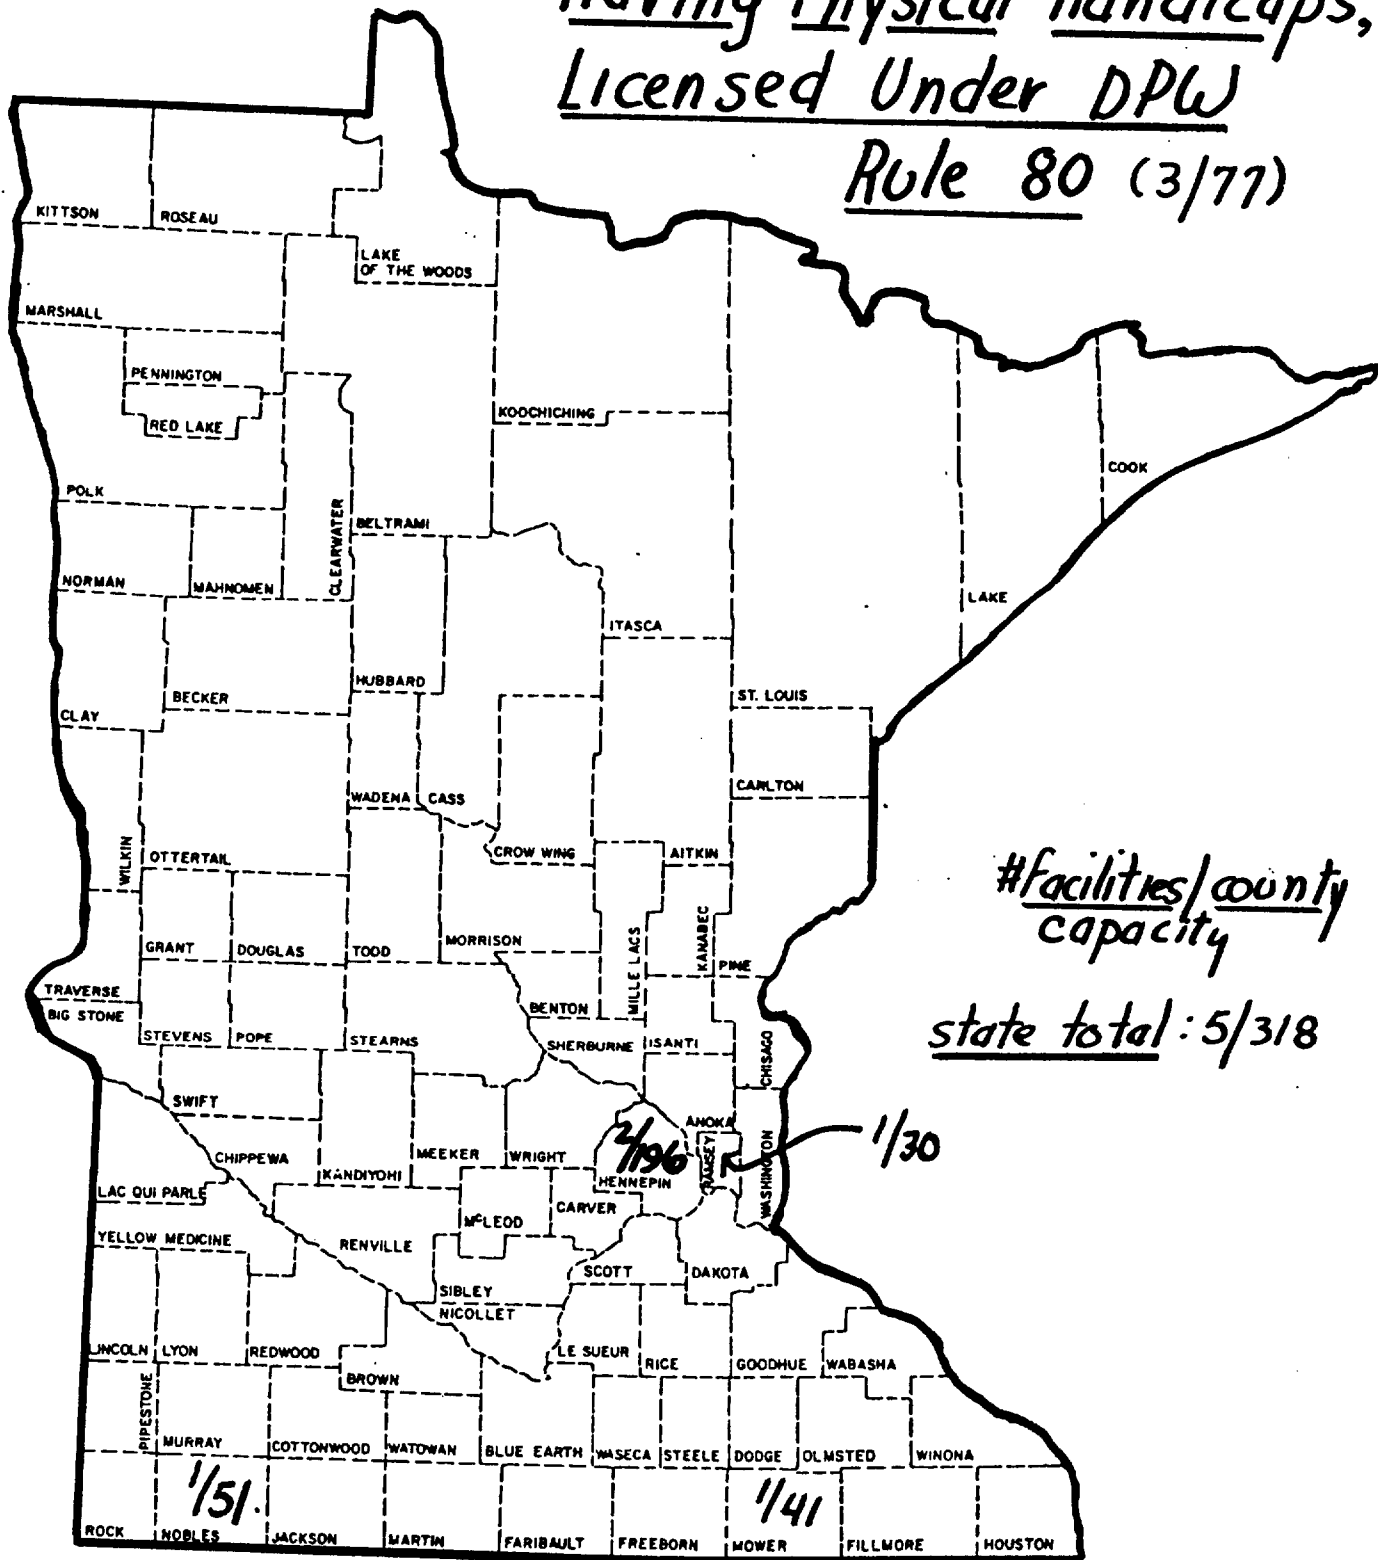 Having Physical Handicaps,
Licensed Under DPW
Rule 80 (3/77)
KITTSON
ROSEAU
LAKE
OF THE WOODS
MARSHALL
PENNINGTON
RED LAKE
KOOCHICHING
COOK
POLK
CLEARWATER
BELTRAMI
NORMAN
MAHNOMEN
LAKE
ITASCA
HUBBARD
BECKER
ST. LOUIS
CLAY
CARLTON
WADENA
CASS
WILKIN
OTTERTAIL
CROW WING
AITKIN
#facilities/county
capacity
GRANT
DOUGLAS
TODD
MORRISON
MILLE LACS
KANABEC
PINE
TRAVERSE
BIG STONE
BENTON
STEVENS
POPE
STEARNS
SHERBURNE
ISANTI
CHISAGO
state total: 5/318
SWIFT
ANOKA
2/196
RAMSEY
1/30
WASHINGTON
CHIPPEWA
KANDIYOHI
MEEKER
WRIGHT
HENNEPIN
LAC QUI PARLE
McLEOD
CARVER
YELLOW MEDICINE
RENVILLE
SCOTT
DAKOTA
SIBLEY
NICOLLET
LINCOLN
LYON
REDWOOD
BROWN
LE SUEUR
RICE
GOODHUE
WABASHA
PIPESTONE
MURRAY
COTTONWOOD
WATOWAN
BLUE EARTH
WASECA
STEELE
DODGE
OLMSTED
WINONA
1/51.
1/41
ROCK
NOBLES
JACKSON
MARTIN
FARIBAULT
FREEBORN
MOWER
FILLMORE
HOUSTON